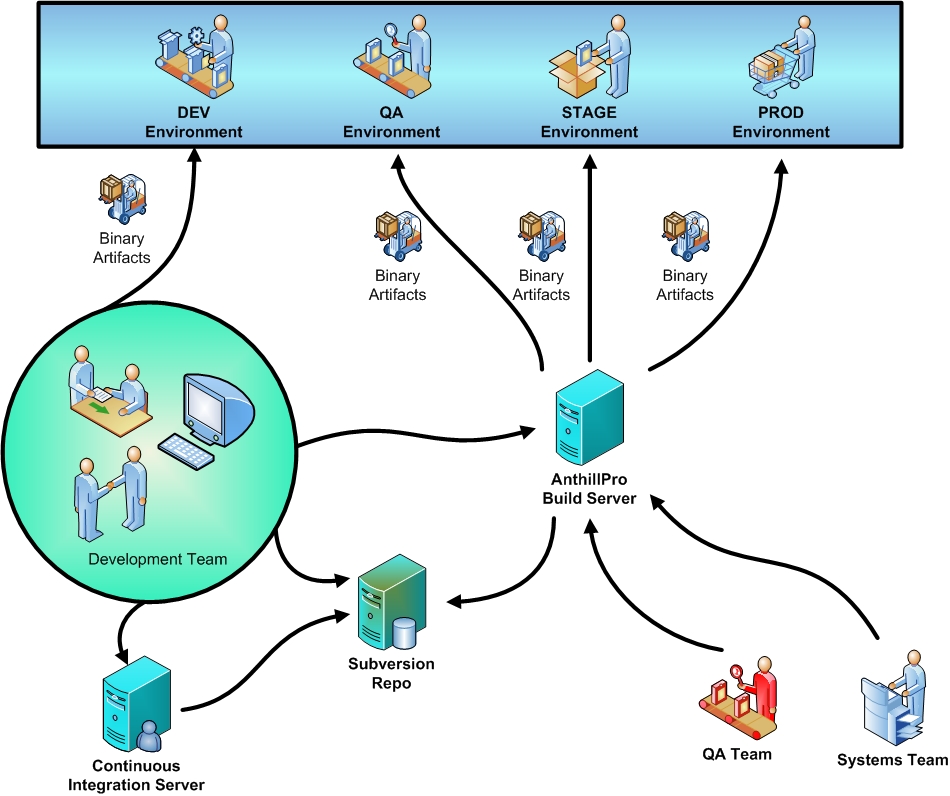 DEV
Environment
QA
Environment
STAGE
Environment
PROD
Environment
Binary
Artifacts
Binary
Artifacts
Binary
Artifacts
Binary
Artifacts
Development Team
AnthillPro
Build Server
Subversion
Repo
Continuous
Integration Server
QA Team
Systems Team